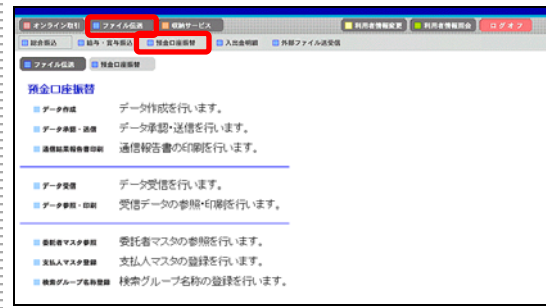 オンライン取引 ファイル伝送 収納サービス 利用者情報変更 利用者情報照会 ログオフ
総合振込 給与・賞与振込 預金口座振替 入出金明細 外部ファイル送受信
ファイル伝送 預金口座振替
預金口座振替
データ作成 データ作成を行います。
データ承認・送信 データ承認・送信を行います。
通信結果報告書印刷 通信報告書の印刷を行います。
データ受信 データ受信を行います。
データ参照・印刷 受信データの参照・印刷を行います。
委託者マスタ参照 委託者マスタの参照を行います。
支払人マスタ登録 支払人マスタの登録を行います。
検索グループ名称登録 検索グループ名称の登録を行います。